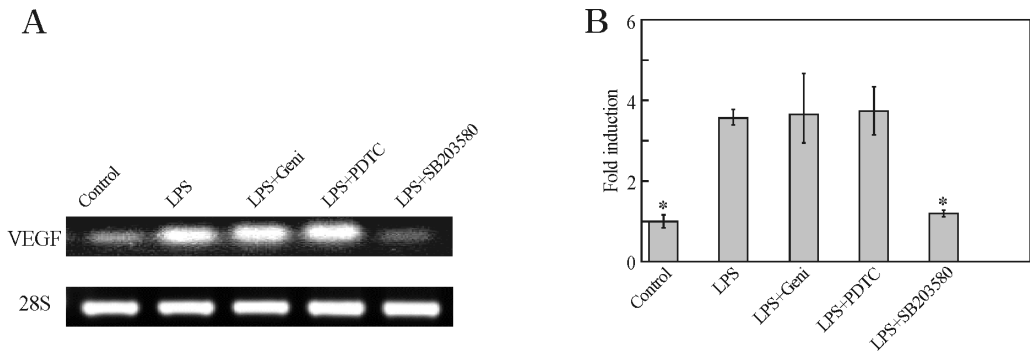 A
Control
LPS
LPS+Geni
LPS+PDTC
LPS+SB203580
VEGF
28S
B
6
4
2
0
Fold induction
*
*
Control
LPS
LPS+Geni
LPS+PDTC
LPS+SB203580